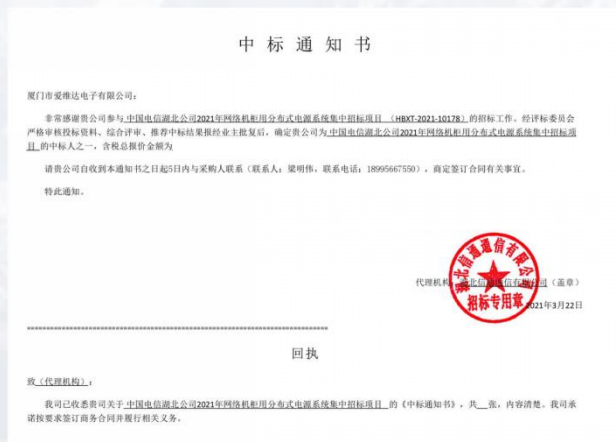 中标通知书
厦门市爱维达电子有限公司：
非常感谢贵公司参与 中国电信湖北公司2021年网络机柜用分布式电源系统集中招标项目 （HBXT-2021-10178）的招标工作。经评标委员会
严格审核投标资料、综合评审、推荐中标结果报经业主批复后，确定贵公司为 中国电信湖北公司2021年网络机柜用分布式电源系统集中招标项
目 的中标人之一，含税总报价金额为
请贵公司自收到本通知书之日起5日内与采购人联系（联系人：梁明伟，联系电话：18995667550），商定签订合同有关事宜。
特此通知。
代理机构：湖北信通通信有限公司（盖章）
湖北信通通信有限公司
招标专用章
2021年3月22日
================================================================================
回执
致（代理机构）：
我司已收悉贵司关于 中国电信湖北公司2021年网络机柜用分布式电源系统集中招标项目 的《中标通知书》，共__张，内容清楚。我司承
诺按要求签订商务合同并履行相关义务。